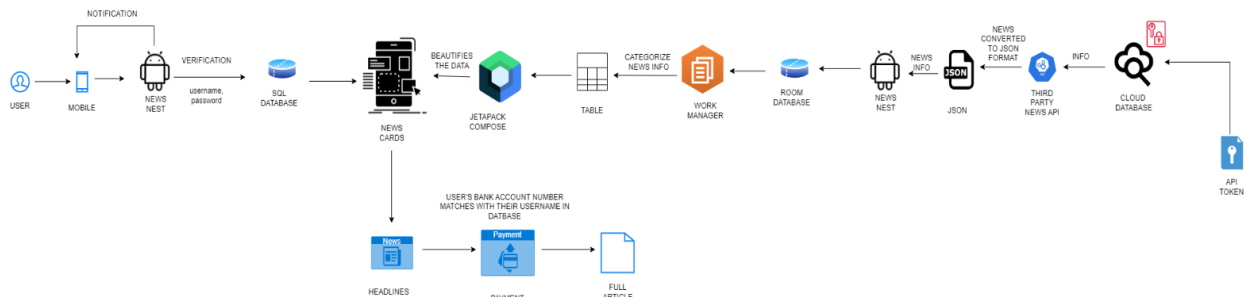 NOTIFICATION
USER
MOBILE
NEWS
NEST
VERIFICATION
username,
password
SQL
DATABASE
NEWS
CARDS
BEAUTIFIES
THE DATA
JETAPACK
COMPOSE
TABLE
CATEGORIZE
NEWS INFO
WORK
MANAGER
ROOM
DATABASE
NEWS
NEST
NEWS
INFO
JSON
JSON
NEWS
CONVERTED
TO JSON
FORMAT
THIRD
PARTY
NEWS API
INFO
CLOUD
DATABASE
API
TOKEN
USER'S BANK ACCOUNT NUMBER
MATCHES WITH THEIR USERNAME IN
DATBASE
News
HEADLINES
Payment
PAYMENT
FULL
ARTICLE